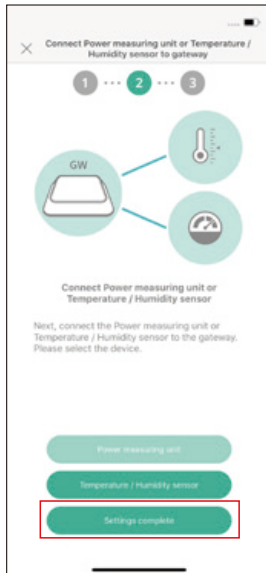 Connect Power measuring unit or Temperature /
Humidity sensor to gateway
1 ... 2 ... 3
GW
Connect Power measuring unit or
Temperature / Humidity sensor
Next, connect the Power measuring unit or
Temperature / Humidity sensor to the gateway.
Please select the device.
Power measuring unit
Temperature / Humidity sensor
Settings complete